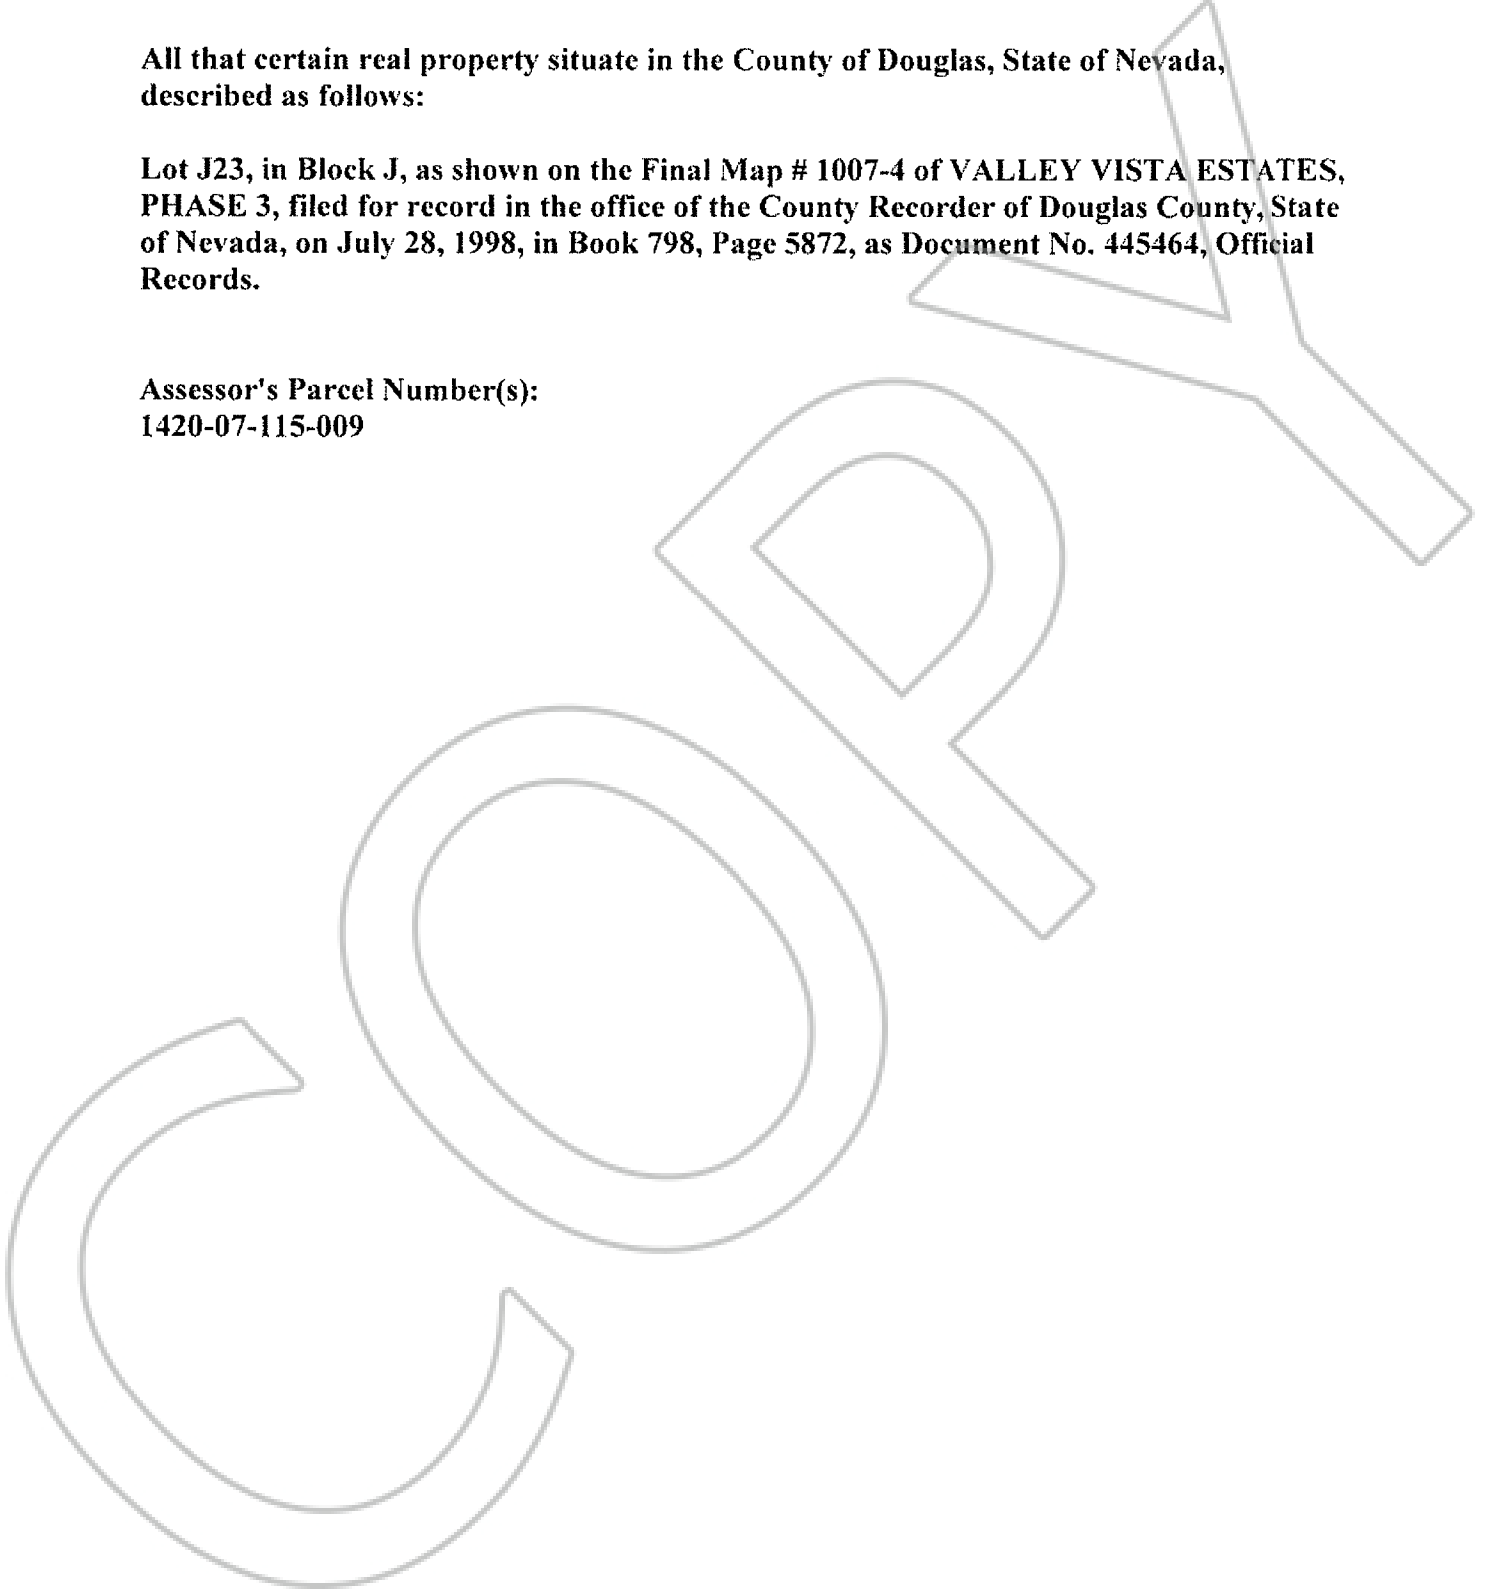 All that certain real property situate in the County of Douglas, State of Nevada,
described as follows:
Lot J23, in Block J, as shown on the Final Map # 1007-4 of VALLEY VISTA ESTATES,
PHASE 3, filed for record in the office of the County Recorder of Douglas County, State
of Nevada, on July 28, 1998, in Book 798, Page 5872, as Document No. 445464, Official
Records.
Assessor's Parcel Number(s):
1420-07-115-009
COPY